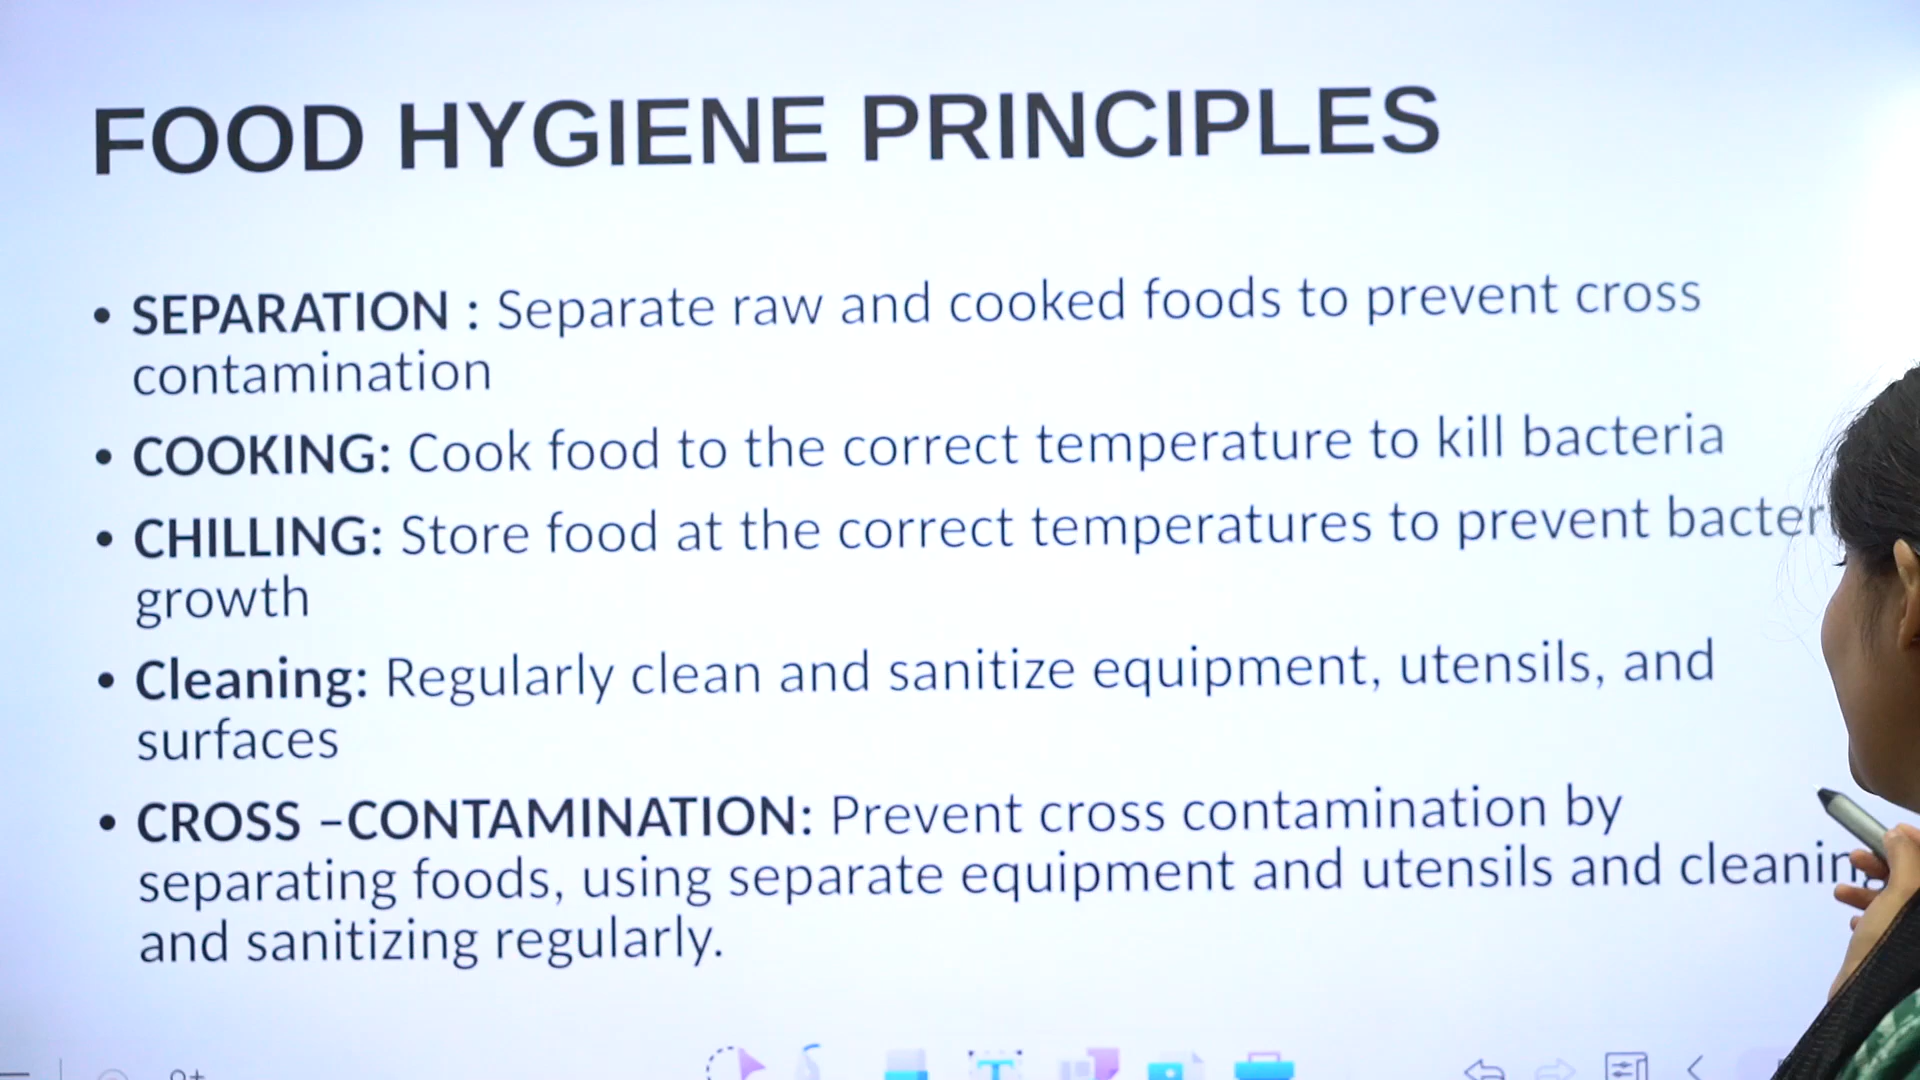 FOOD HYGIENE PRINCIPLES
• SEPARATION : Separate raw and cooked foods to prevent cross
contamination
• COOKING: Cook food to the correct temperature to kill bacteria
• CHILLING: Store food at the correct temperatures to prevent
growth
• Cleaning: Regularly clean and sanitize equipment, utensils, and
surfaces
• CROSS –CONTAMINATION: Prevent cross contamination by
separating foods, using separate equipment and utensils and cleaning
and sanitizing regularly.